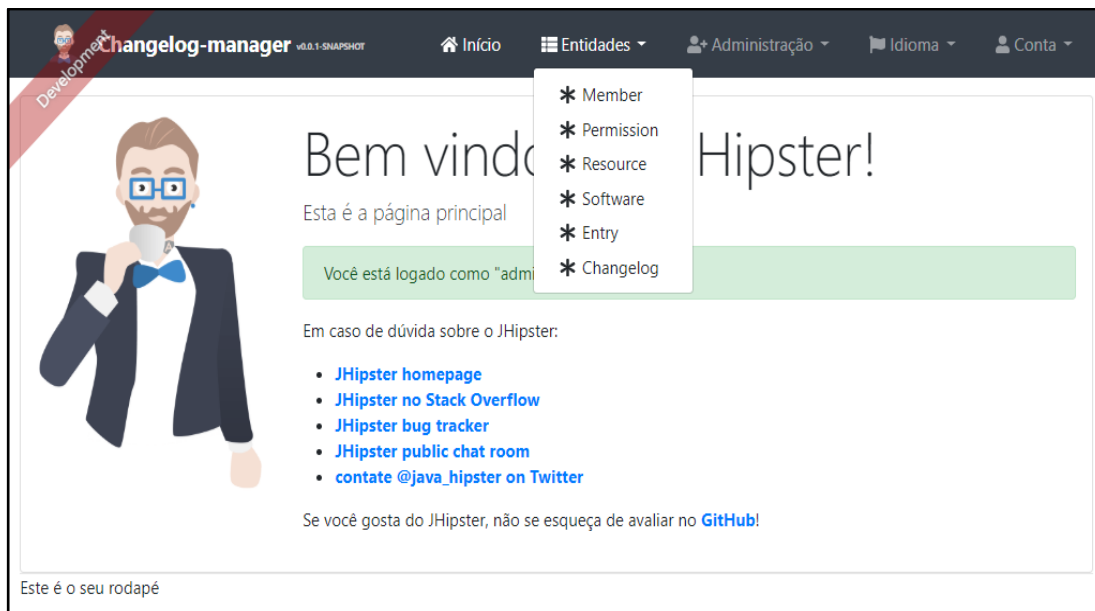 Development
Changelog-manager v0.0.1-SNAPSHOT Início Entidades Administração Idioma Conta
Member
Permission
Resource
Software
Entry
Changelog
Bem Hipster!
Esta é a página principal
Você está logado como
Em caso de dúvida sobre o JHipster:
JHipster homepage
JHipster no Stack Overflow
JHipster bug tracker
JHipster public chat room
contate @java_hipster on Twitter
Se você gosta do JHipster, não se esqueça de avaliar no GitHub!
Este é o seu rodapé